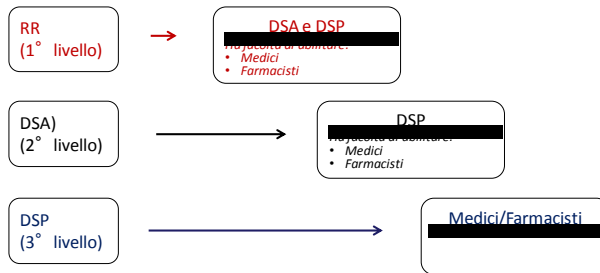 RR
(1° livello)
DSA e DSP
• Medici
• Farmacisti
DSA)
(2° livello)
DSP
• Medici
• Farmacisti
DSP
(3° livello)
Medici/Farmacisti